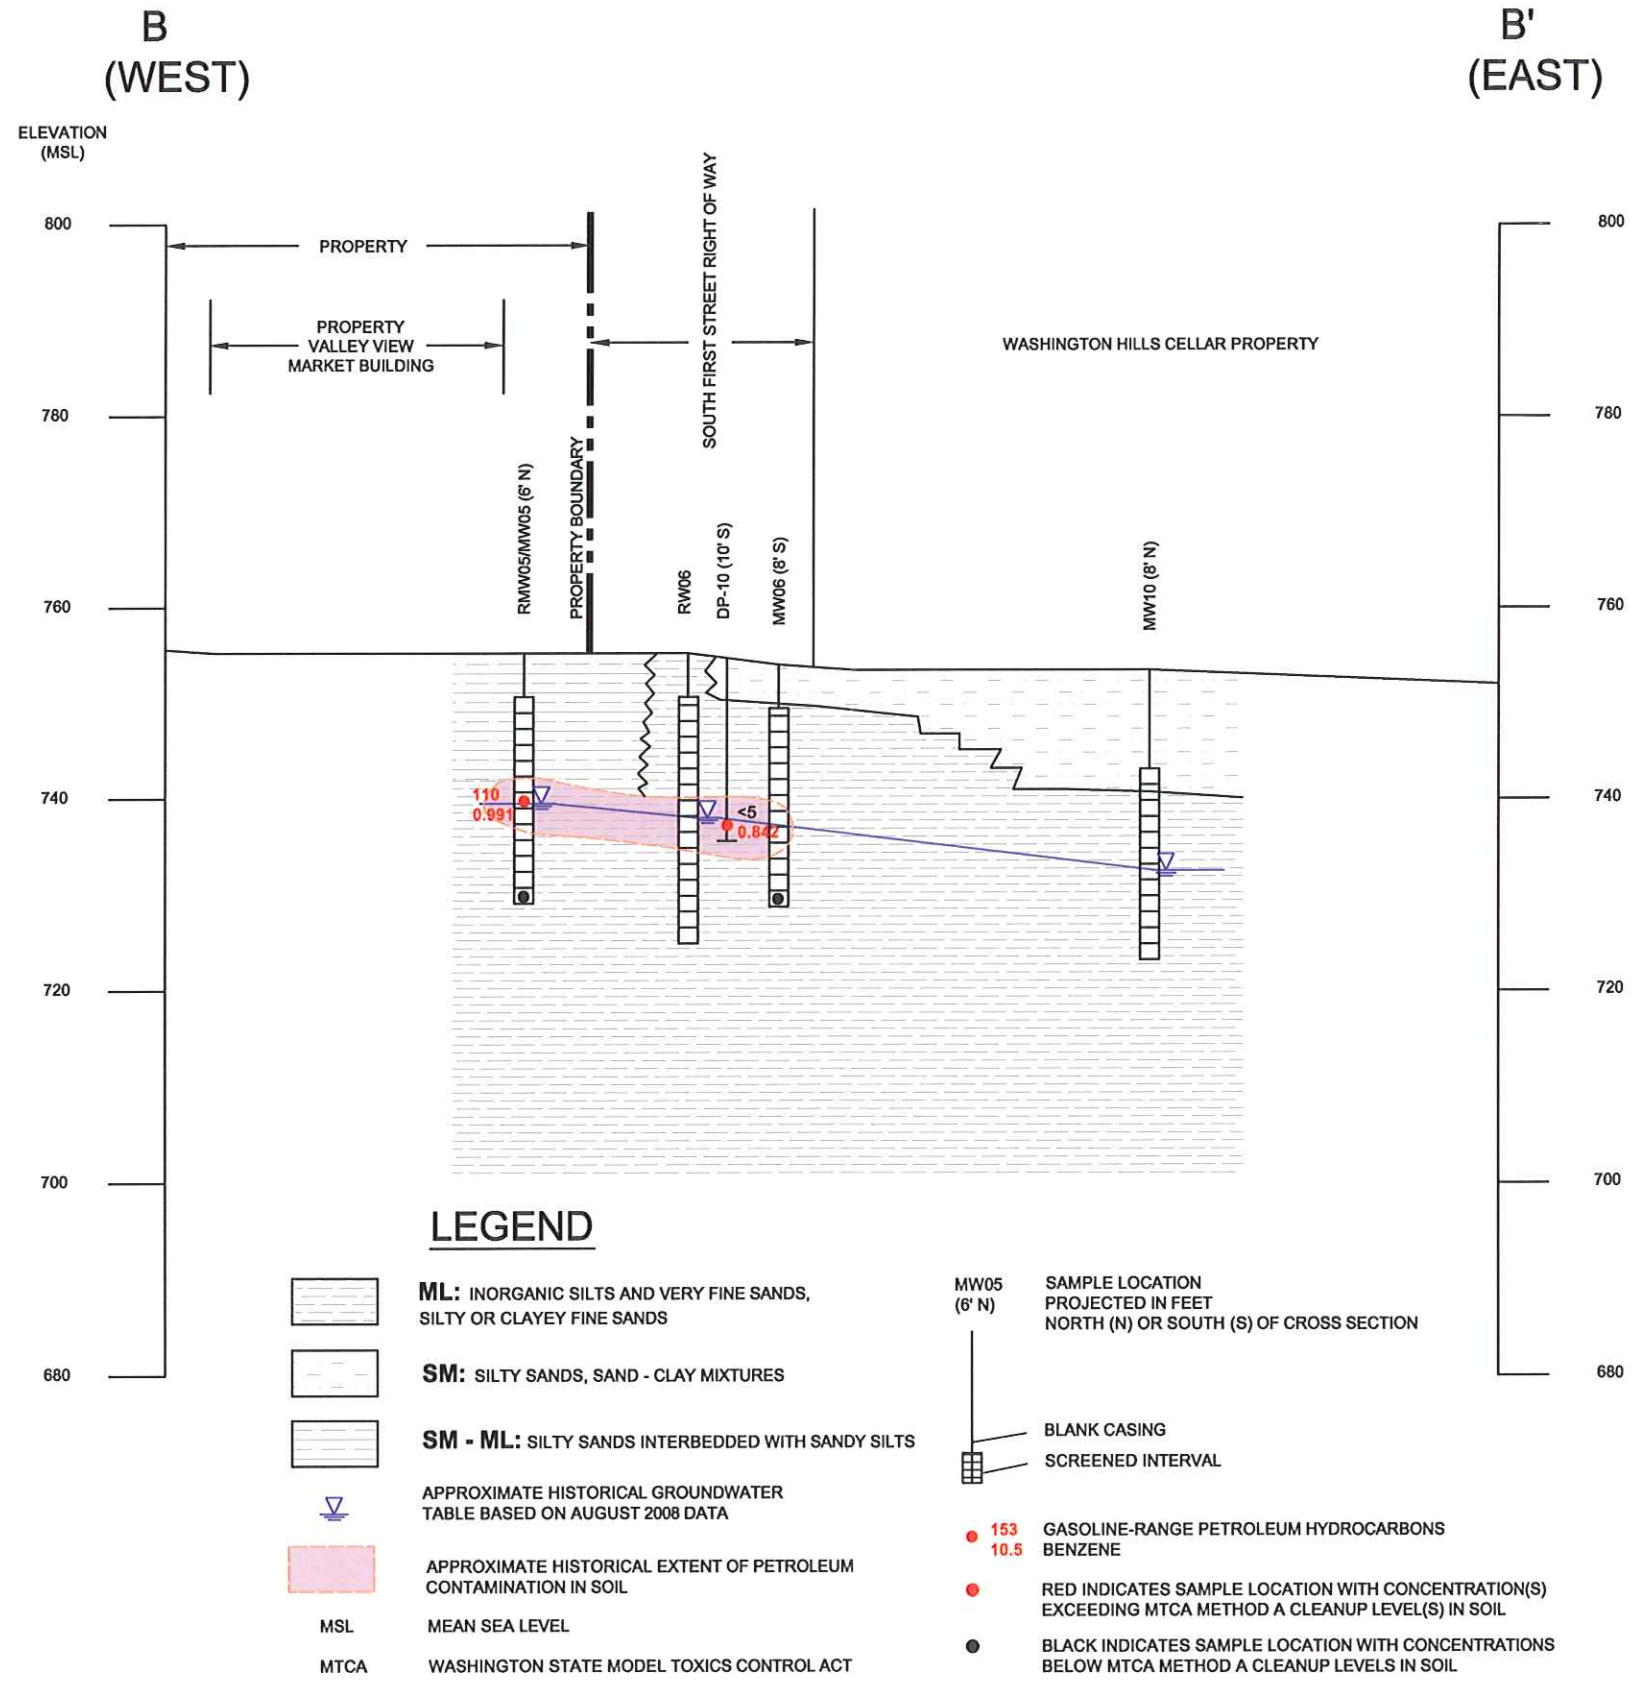 B
(WEST)
B'
(EAST)
ELEVATION
(MSL)
800
780
760
740
720
700
680
800
780
760
740
720
700
680
PROPERTY
PROPERTY
VALLEY VIEW
MARKET BUILDING
SOUTH FIRST STREET RIGHT OF WAY
WASHINGTON HILLS CELLAR PROPERTY
RMW05/MW05 (6' N)
PROPERTY BOUNDARY
RW06
DP-10 (10' S)
MW06 (8' S)
MW10 (8' N)
110
0.991
<5
0.842
LEGEND
ML: INORGANIC SILTS AND VERY FINE SANDS,
SILTY OR CLAYEY FINE SANDS
SM: SILTY SANDS, SAND - CLAY MIXTURES
SM - ML: SILTY SANDS INTERBEDDED WITH SANDY SILTS
APPROXIMATE HISTORICAL GROUNDWATER
TABLE BASED ON AUGUST 2008 DATA
APPROXIMATE HISTORICAL EXTENT OF PETROLEUM
CONTAMINATION IN SOIL
MSL MEAN SEA LEVEL
MTCA WASHINGTON STATE MODEL TOXICS CONTROL ACT
MW05
(6' N)
SAMPLE LOCATION
PROJECTED IN FEET
NORTH (N) OR SOUTH (S) OF CROSS SECTION
BLANK CASING
SCREENED INTERVAL
153 GASOLINE-RANGE PETROLEUM HYDROCARBONS
10.5 BENZENE
RED INDICATES SAMPLE LOCATION WITH CONCENTRATION(S)
EXCEEDING MTCA METHOD A CLEANUP LEVEL(S) IN SOIL
BLACK INDICATES SAMPLE LOCATION WITH CONCENTRATIONS
BELOW MTCA METHOD A CLEANUP LEVELS IN SOIL